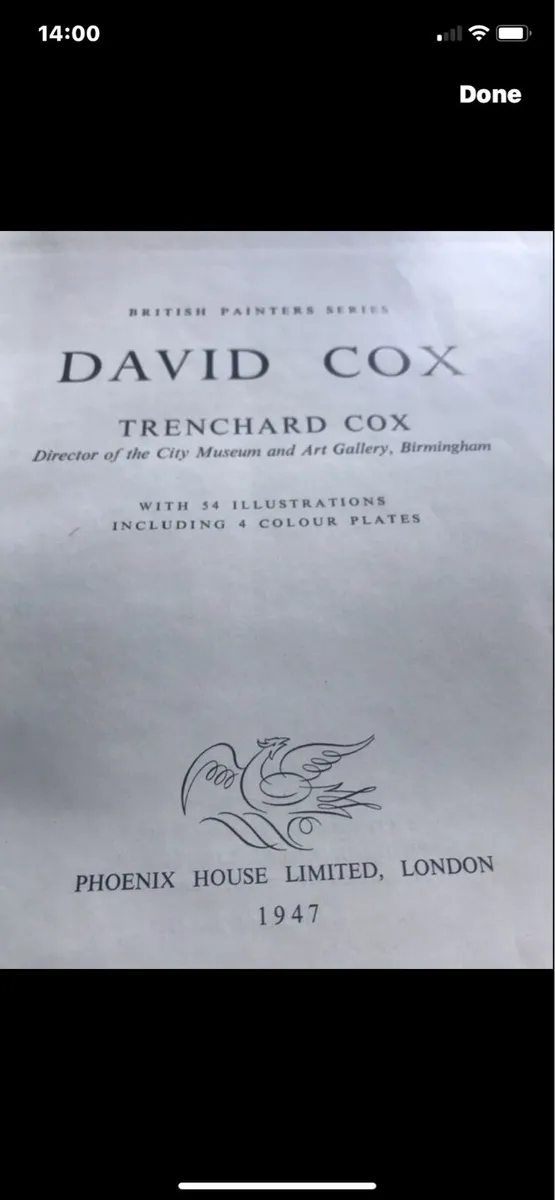 14:00
Done
BRITISH PAINTERS SERIES
DAVID COX
TRENCHARD COX
Director of the City Museum and Art Gallery, Birmingham
WITH 54 ILLUSTRATIONS
INCLUDING 4 COLOUR PLATES
PHOENIX HOUSE LIMITED, LONDON
1947